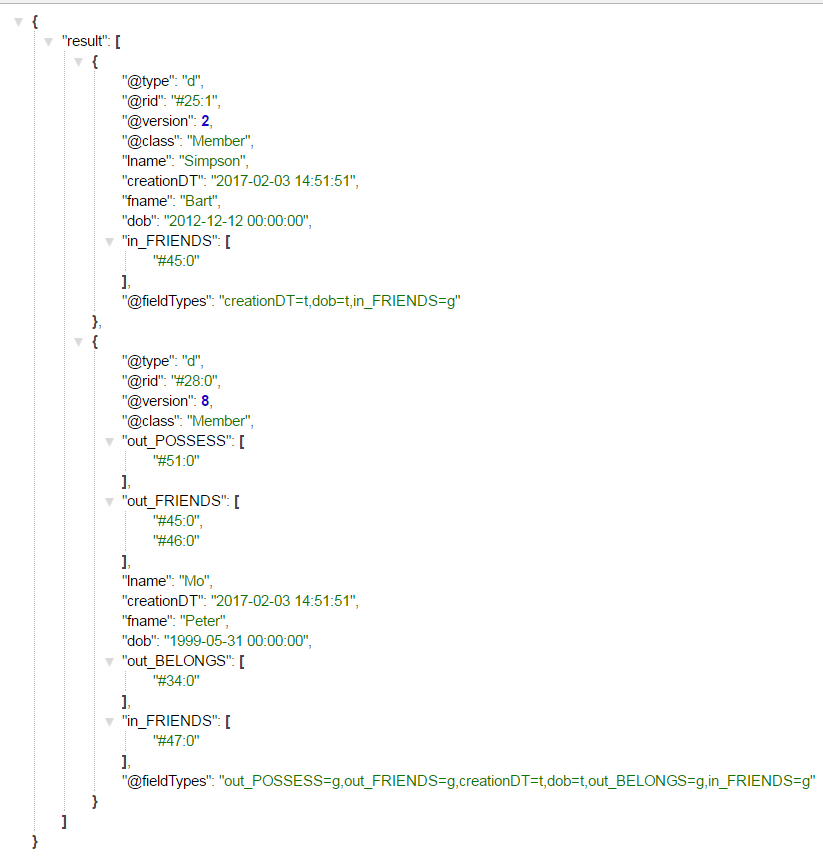 {
"result": [
{
"@type": "d",
"@rid": "#25:1",
"@version": 2,
"@class": "Member",
"lname": "Simpson",
"creationDT": "2017-02-03 14:51:51",
"fname": "Bart",
"dob": "2012-12-12 00:00:00",
"in_FRIENDS": [
"#45:0"
],
"@fieldTypes": "creationDT=t,dob=t,in_FRIENDS=g"
},
{
"@type": "d",
"@rid": "#28:0",
"@version": 8,
"@class": "Member",
"out_POSSESS": [
"#51:0"
],
"out_FRIENDS": [
"#45:0",
"#46:0"
],
"lname": "Mo",
"creationDT": "2017-02-03 14:51:51",
"fname": "Peter",
"dob": "1999-05-31 00:00:00",
"out_BELONGS": [
"#34:0"
],
"in_FRIENDS": [
"#47:0"
],
"@fieldTypes": "out_POSSESS=g,out_FRIENDS=g,creationDT=t,dob=t,out_BELONGS=g,in_FRIENDS=g"
}
]
}